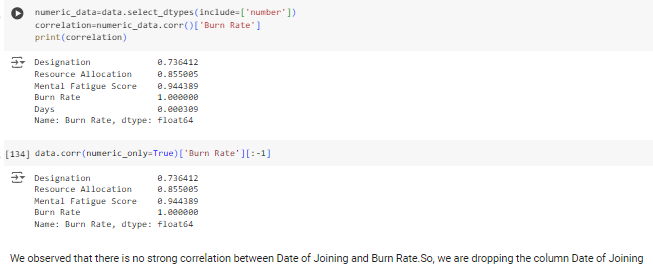 numeric_data=data.select_dtypes(include=['number'])
correlation=numeric_data.corr()['Burn Rate']
print(correlation)
Designation 0.736412
Resource Allocation 0.855005
Mental Fatigue Score 0.944389
Burn Rate 1.000000
Days 0.000309
Name: Burn Rate, dtype: float64
[134] data.corr(numeric_only=True)['Burn Rate'][:-1]
Designation 0.736412
Resource Allocation 0.855005
Mental Fatigue Score 0.944389
Burn Rate 1.000000
Name: Burn Rate, dtype: float64
We observed that there is no strong correlation between Date of Joining and Burn Rate.So, we are dropping the column Date of Joining